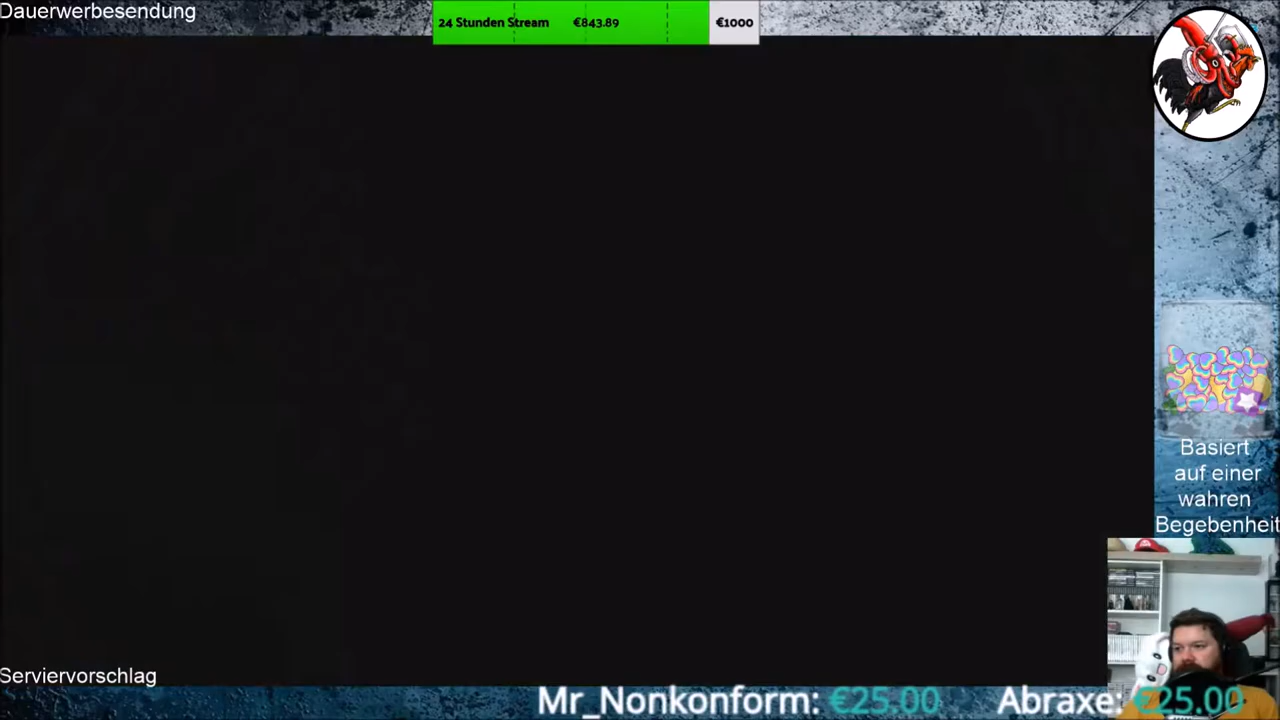 Dauerwerbesendung
24 Stunden Stream €843.89 €1000
Basiert
auf einer
wahren
Begebenheit
Serviervorschlag
Mr_Nonkonform: €25.00 Abraxe: €25.00